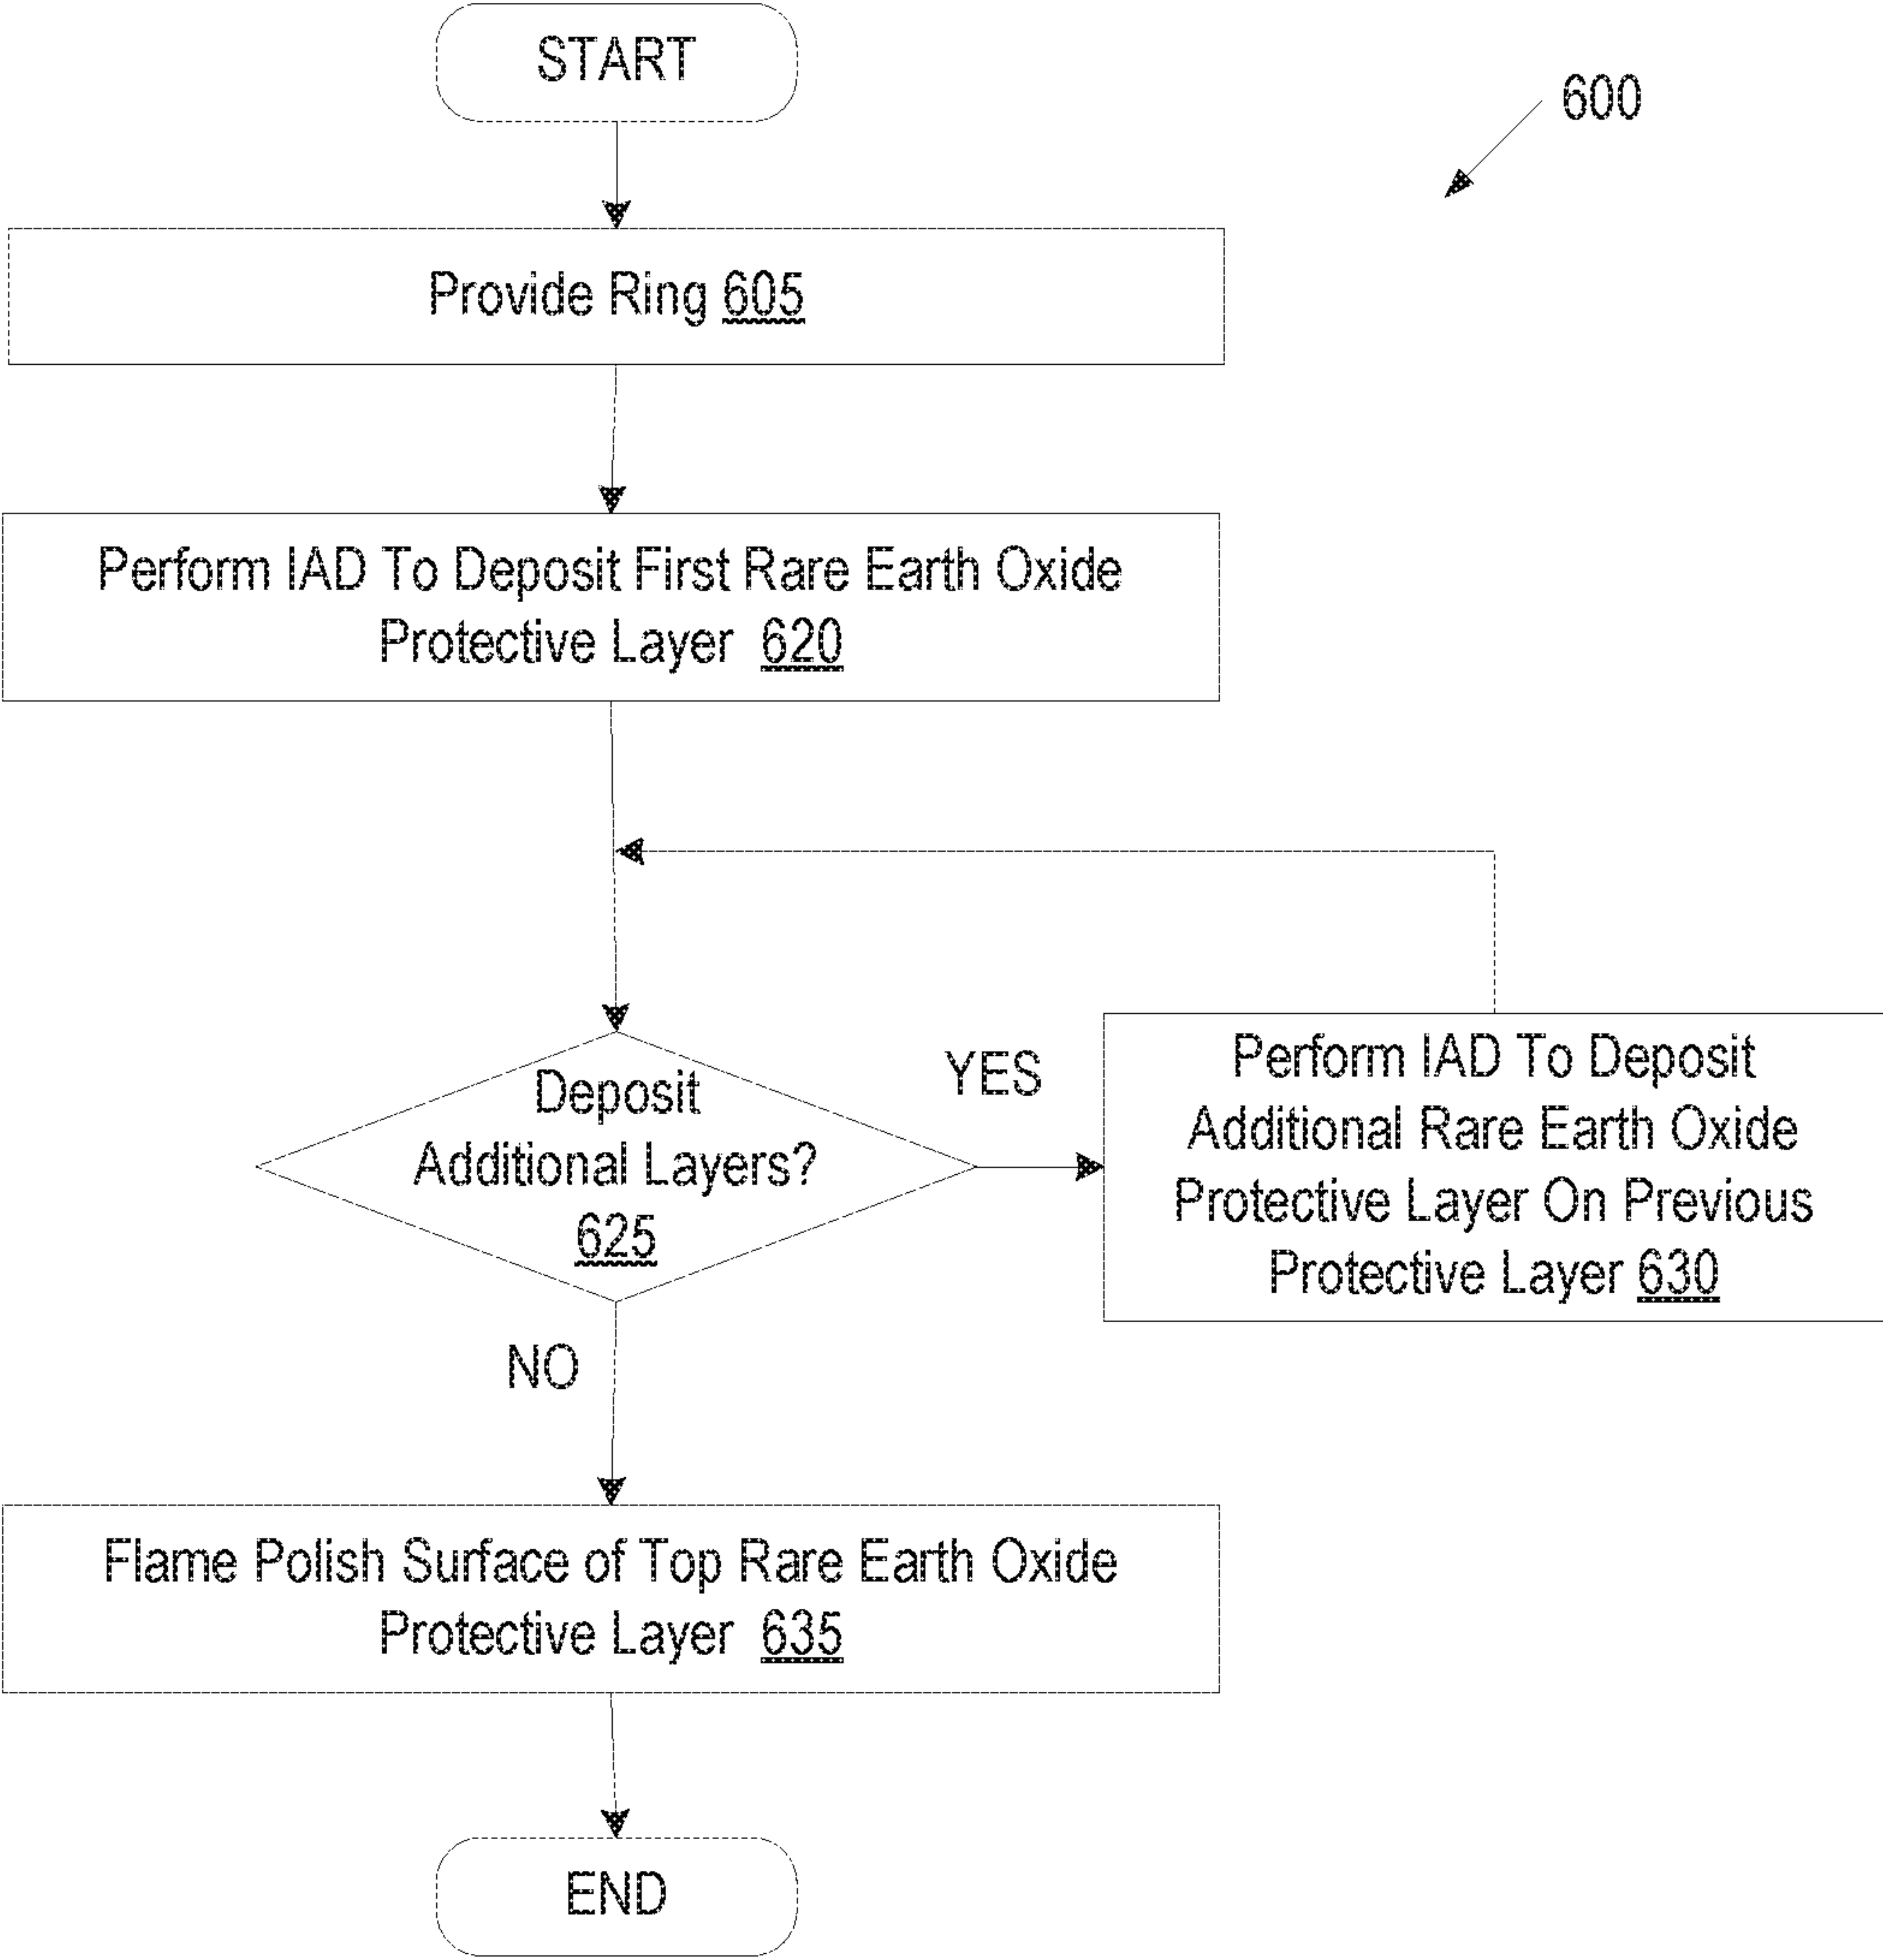 START
600
Provide Ring 605
Perform IAD To Deposit First Rare Earth Oxide
Protective Layer 620
Deposit
Additional Layers?
625
YES
Perform IAD To Deposit
Additional Rare Earth Oxide
Protective Layer On Previous
Protective Layer 630
NO
Flame Polish Surface of Top Rare Earth Oxide
Protective Layer 635
END